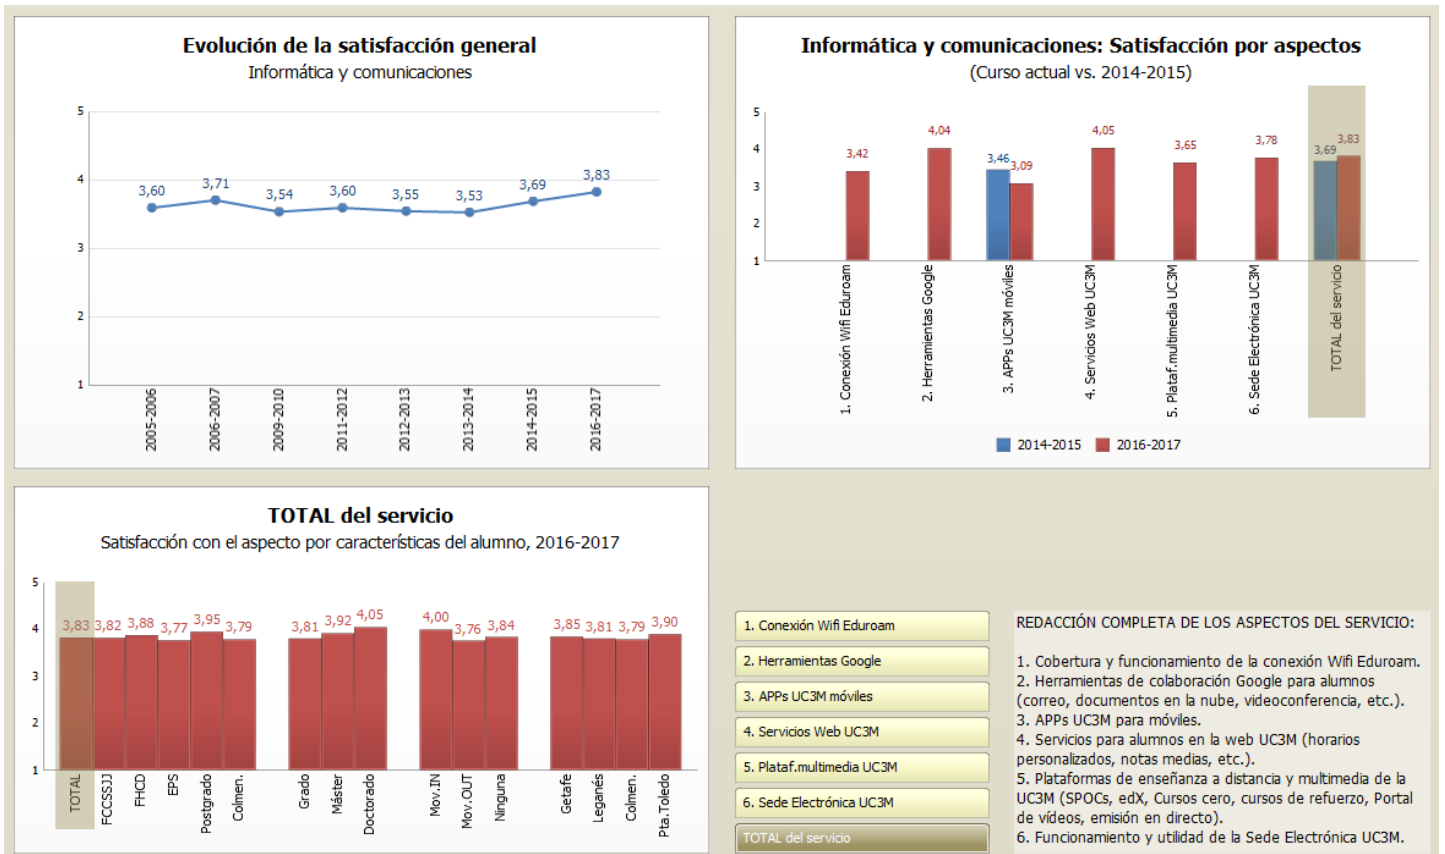 Evolución de la satisfacción general
Informática y comunicaciones
5
4
3
2
1
3,60
3,71
3,54
3,60
3,55
3,53
3,69
3,83
2005-2006
2006-2007
2009-2010
2011-2012
2012-2013
2013-2014
2014-2015
2016-2017
Informática y comunicaciones: Satisfacción por aspectos
(Curso actual vs. 2014-2015)
5
4
3
2
1
3,42
4,04
3,46
3,09
4,05
3,65
3,78
3,69
3,83
1. Conexión Wifi Eduroam
2. Herramientas Google
3. APPs UC3M móviles
4. Servicios Web UC3M
5. Plataf.multimedia UC3M
6. Sede Electrónica UC3M
TOTAL del servicio
2014-2015
2016-2017
TOTAL del servicio
Satisfacción con el aspecto por características del alumno, 2016-2017
5
4
3
2
1
3,83
3,82
3,88
3,77
3,95
3,79
3,81
3,92
4,05
4,00
3,76
3,84
3,85
3,81
3,79
3,90
TOTAL
FCCSSJJ
FHCD
EPS
Postgrado
Colmen.
Grado
Máster
Doctorado
Mov.IN
Mov.OUT
Ninguna
Getafe
Leganés
Colmen.
Pta.Toledo
1. Conexión Wifi Eduroam
2. Herramientas Google
3. APPs UC3M móviles
4. Servicios Web UC3M
5. Plataf.multimedia UC3M
6. Sede Electrónica UC3M
TOTAL del servicio
REDACCIÓN COMPLETA DE LOS ASPECTOS DEL SERVICIO:
1. Cobertura y funcionamiento de la conexión Wifi Eduroam.
2. Herramientas de colaboración Google para alumnos
(correo, documentos en la nube, videoconferencia, etc.).
3. APPs UC3M para móviles.
4. Servicios para alumnos en la web UC3M (horarios
personalizados, notas medias, etc.).
5. Plataformas de enseñanza a distancia y multimedia de la
UC3M (SPOCs, edX, Cursos cero, cursos de refuerzo, Portal
de vídeos, emisión en directo).
6. Funcionamiento y utilidad de la Sede Electrónica UC3M.